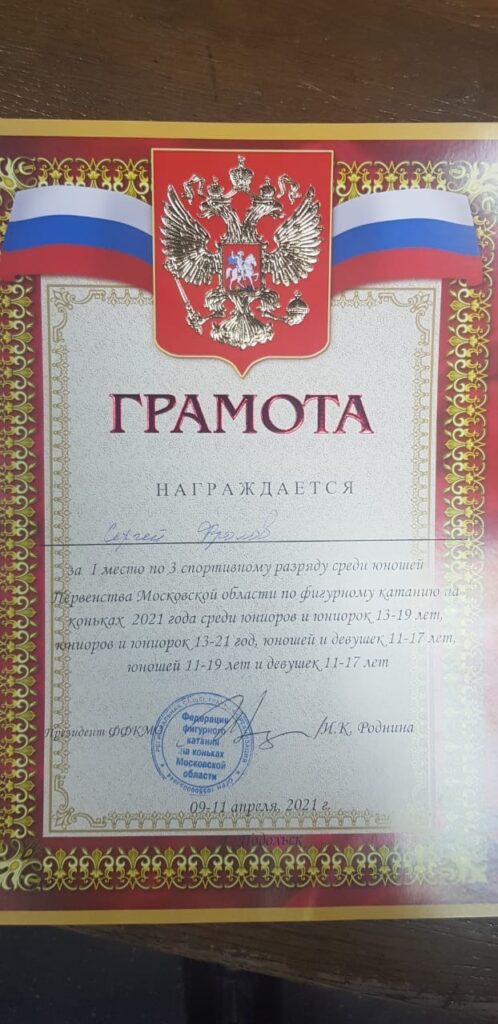 ГРАМОТА
НАГРАЖДАЕТСЯ
Сергей Фролов
за 1 место по 3 спортивному разряду среди юношей
Первенства Московской области по фигурному катанию на
коньках 2021 года среди юниоров и юниорок 13-19 лет,
юниоров и юниорок 13-21 год, юношей и девушек 11-17 лет,
юношей 11-19 лет и девушек 11-17 лет
Президент ФФКМО
И.К. Роднина
Федерация
фигурного
катания
на коньках
Московской
области
09-11 апреля, 2021 г.
Подольск